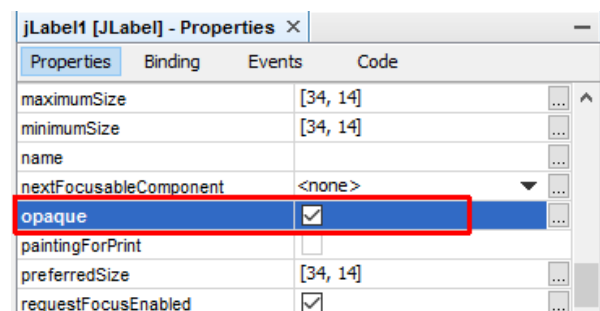 jLabel1 [JLabel] - Properties ×
Properties Binding Events Code
maximumSize [34, 14] ...
minimumSize [34, 14] ...
name ...
nextFocusableComponent <none> ...
opaque ...
paintingForPrint
preferredSize [34, 14] ...
requestFocusEnabled ...